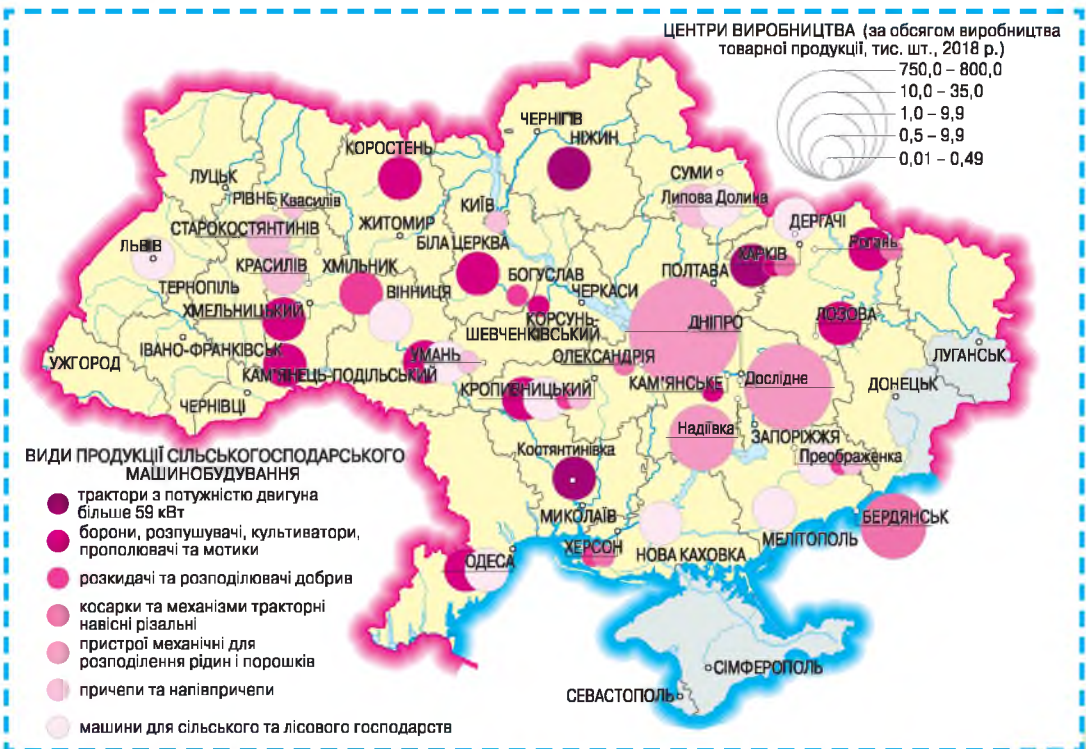 ЦЕНТРИ ВИРОБНИЦТВА (за обсягом виробництва
товарної продукції, тис. шт., 2018 р.)
750,0 – 800,0
10,0 – 35,0
1,0 – 9,9
0,5 – 9,9
0,01 – 0,49
ЧЕРНІГІВ
НІЖИН
КОРОСТЕНЬ
СУМИ
ЛУЦЬК
РІВНЕ
Квасилів
Липова Долина
КИЇВ
ЖИТОМИР
ДЕРГАЧІ
СТАРОКОСТЯНТИНІВ
ЛЬВІВ
БІЛА ЦЕРКВА
ХАРКІВ
Рогань
КРАСИЛІВ
ХМІЛЬНИК
БОГУСЛАВ
ПОЛТАВА
ТЕРНОПІЛЬ
ВІННИЦЯ
ЧЕРКАСИ
ХМЕЛЬНИЦЬКИЙ
КОРСУНЬ-
ШЕВЧЕНКІВСЬКИЙ
ДНІПРО
ЛОЗОВА
ІВАНО-ФРАНКІВСЬК
УМАНЬ
ОЛЕКСАНДРІЯ
ЛУГАНСЬК
УЖГОРОД
КАМ'ЯНЕЦЬ-ПОДІЛЬСЬКИЙ
КРОПИВНИЦЬКИЙ
КАМ'ЯНСЬКЕ
Дослідне
ДОНЕЦЬК
ЧЕРНІВЦІ
Надіївка
ЗАПОРІЖЖЯ
Костянтинівка
Преображенка
МИКОЛАЇВ
БЕРДЯНСЬК
МЕЛІТОПОЛЬ
ХЕРСОН
НОВА КАХОВКА
ОДЕСА
СІМФЕРОПОЛЬ
СЕВАСТОПОЛЬ
ВИДИ ПРОДУКЦІЇ СІЛЬСЬКОГОСПОДАРСЬКОГО
МАШИНОБУДУВАННЯ
трактори з потужністю двигуна
більше 59 кВт
борони, розпушувачі, культиватори,
прополювачі та мотики
розкидачі та розподілювачі добрив
косарки та механізми тракторні
навісні різальні
пристрої механічні для
розподілення рідин і порошків
причепи та напівпричепи
машини для сільського та лісового господарств